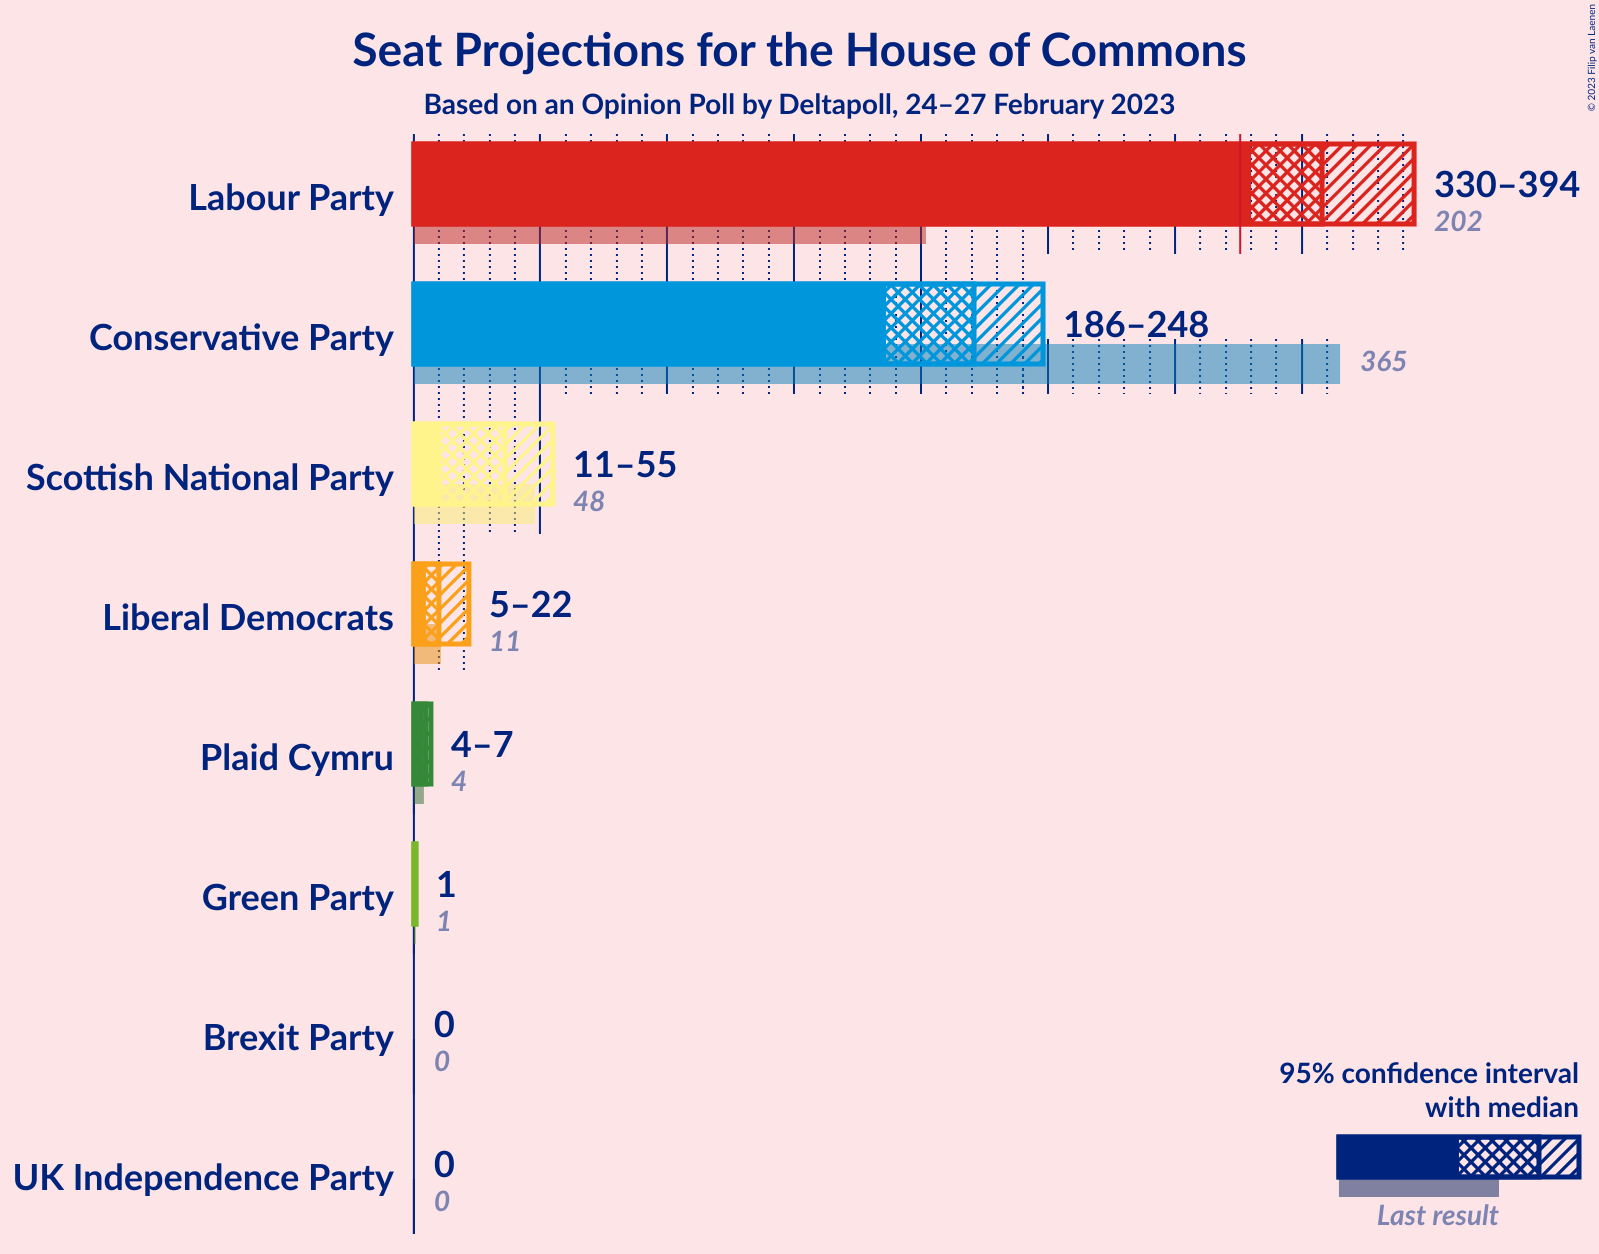 © 2023 Filip van Laenen
Seat Projections for the House of Commons
Based on an Opinion Poll by Deltapoll, 24–27 February 2023
Labour Party
330–394
202
Conservative Party
186–248
365
Scottish National Party
11–55
48
Liberal Democrats
5–22
11
Plaid Cymru
4–7
4
Green Party
1
1
Brexit Party
0
0
UK Independence Party
0
0
95% confidence interval
with median
Last result